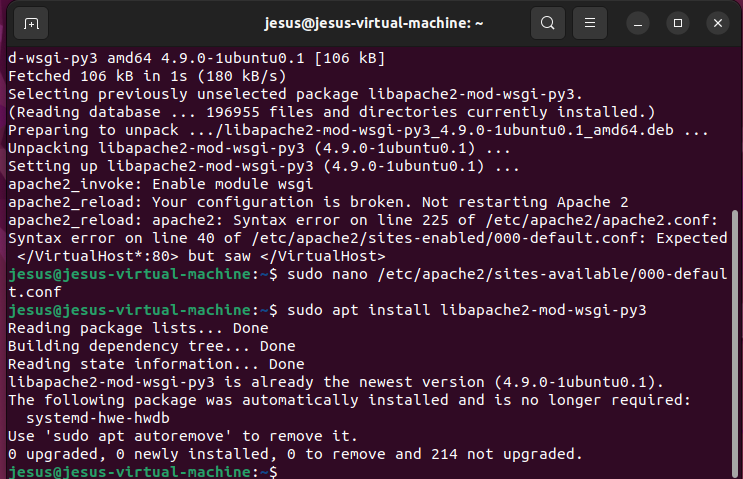 jesus@jesus-virtual-machine: ~
d-wsgi-py3 amd64 4.9.0-1ubuntu0.1 [106 kB]
Fetched 106 kB in 1s (180 kB/s)
Selecting previously unselected package libapache2-mod-wsgi-py3.
(Reading database ... 196955 files and directories currently installed.)
Preparing to unpack .../libapache2-mod-wsgi-py3_4.9.0-1ubuntu0.1_amd64.deb ...
Unpacking libapache2-mod-wsgi-py3 (4.9.0-1ubuntu0.1) ...
Setting up libapache2-mod-wsgi-py3 (4.9.0-1ubuntu0.1) ...
apache2_invoke: Enable module wsgi
apache2_reload: Your configuration is broken. Not restarting Apache 2
apache2_reload: apache2: Syntax error on line 225 of /etc/apache2/apache2.conf:
Syntax error on line 40 of /etc/apache2/sites-enabled/000-default.conf: Expected
 </VirtualHost*:80> but saw </VirtualHost>
jesus@jesus-virtual-machine:~$ sudo nano /etc/apache2/sites-available/000-defaul
t.conf
jesus@jesus-virtual-machine:~$ sudo apt install libapache2-mod-wsgi-py3
Reading package lists... Done
Building dependency tree... Done
Reading state information... Done
libapache2-mod-wsgi-py3 is already the newest version (4.9.0-1ubuntu0.1).
The following package was automatically installed and is no longer required:
  systemd-hwe-hwdb
Use 'sudo apt autoremove' to remove it.
0 upgraded, 0 newly installed, 0 to remove and 214 not upgraded.
jesus@jesus-virtual-machine:~$